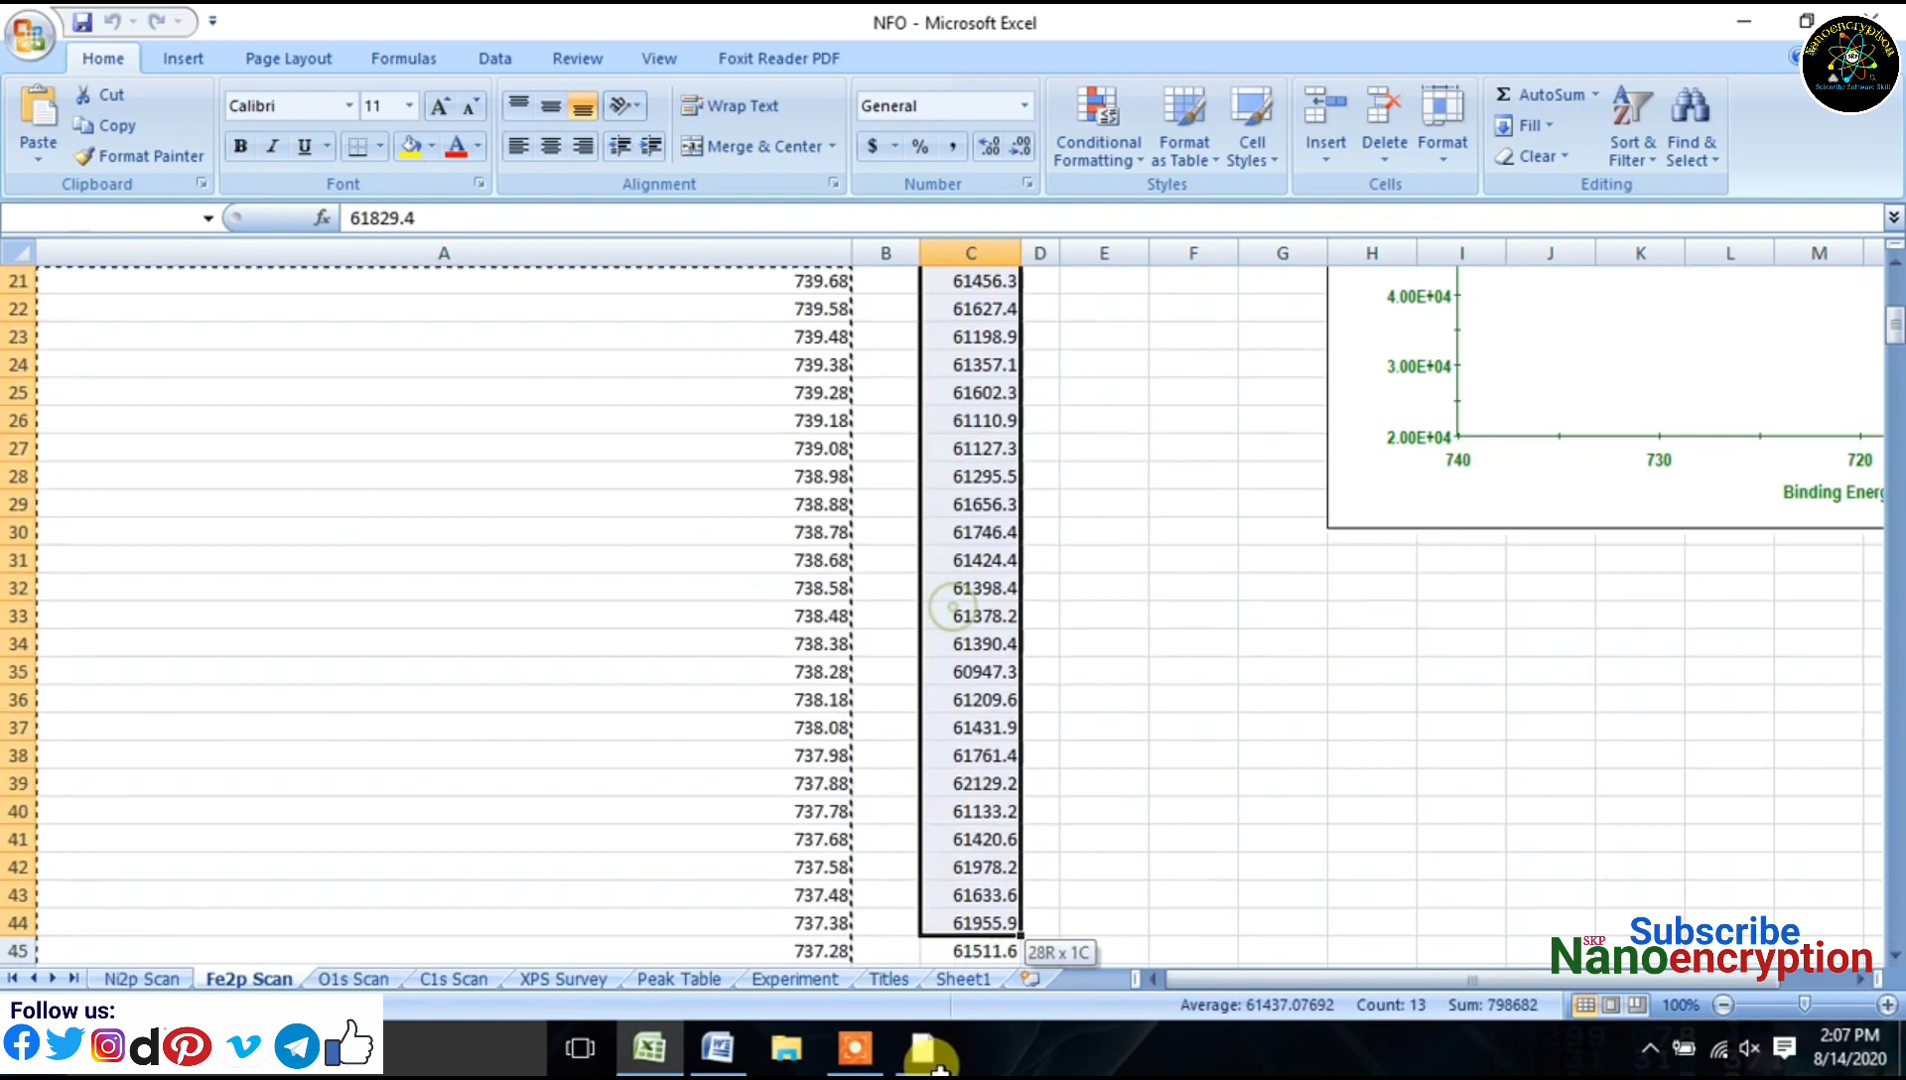 NFO - Microsoft Excel
Nanoencryption
Scientific Software Skill
Home Insert Page Layout Formulas Data Review View Foxit Reader PDF
Paste Cut Copy Format Painter Clipboard
Calibri 11 B I U Font
Wrap Text Merge & Center Alignment
General $ % , Number
Conditional Formatting Format as Table Cell Styles Styles
Insert Delete Format Cells
Σ AutoSum Fill Clear Sort & Filter Find & Select Editing
fx 61829.4
A B C D E F G H I J K L M
21 739.68 61456.3
22 739.58 61627.4
23 739.48 61198.9
24 739.38 61357.1
25 739.28 61602.3
26 739.18 61110.9
27 739.08 61127.3
28 738.98 61295.5
29 738.88 61656.3
30 738.78 61746.4
31 738.68 61424.4
32 738.58 61398.4
33 738.48 61378.2
34 738.38 61390.4
35 738.28 60947.3
36 738.18 61209.6
37 738.08 61431.9
38 737.98 61761.4
39 737.88 62129.2
40 737.78 61133.2
41 737.68 61420.6
42 737.58 61978.2
43 737.48 61633.6
44 737.38 61955.9
45 737.28 61511.6 28R x 1C
4.00E+04
3.00E+04
2.00E+04
740 730 720
Binding Energ
Subscribe
SKP
Nanoencryption
Ni2p Scan Fe2p Scan O1s Scan C1s Scan XPS Survey Peak Table Experiment Titles Sheet1
Average: 61437.07692 Count: 13 Sum: 798682 100%
Follow us:
2:07 PM
8/14/2020